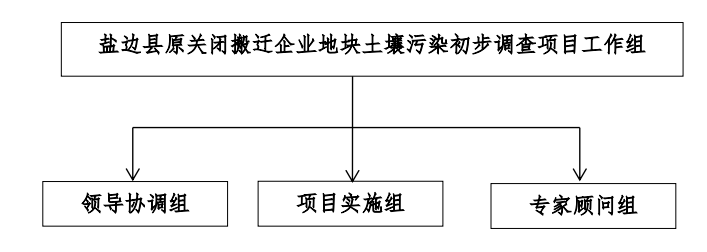 盐边县原关闭搬迁企业地块土壤污染初步调查项目工作组
领导协调组
项目实施组
专家顾问组